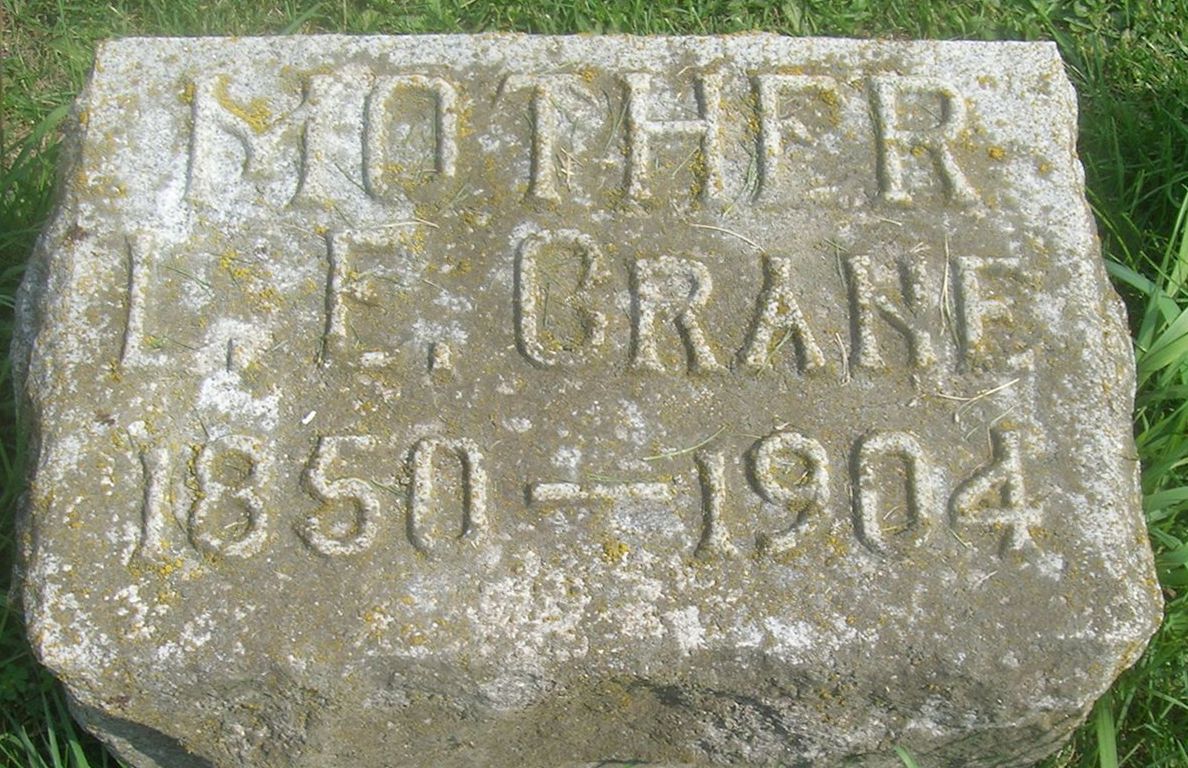 MOTHER
L. E. CRANE
1850—1904